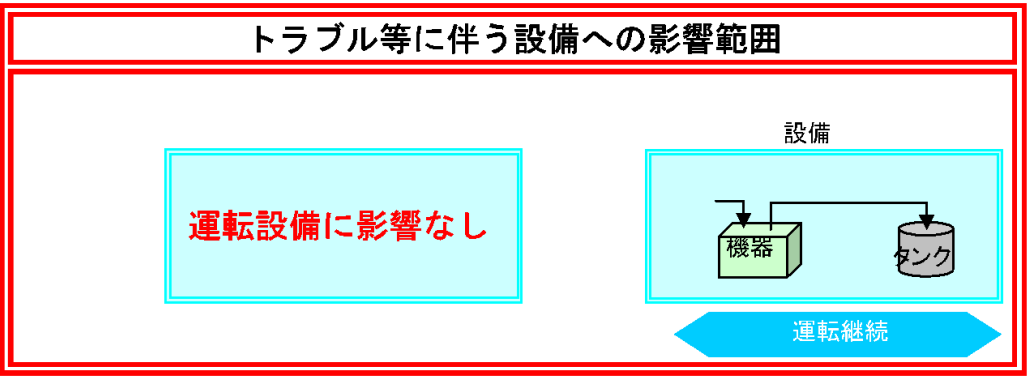 トラブル等に伴う設備への影響範囲
設備
運転設備に影響なし
機器
タンク
運転継続